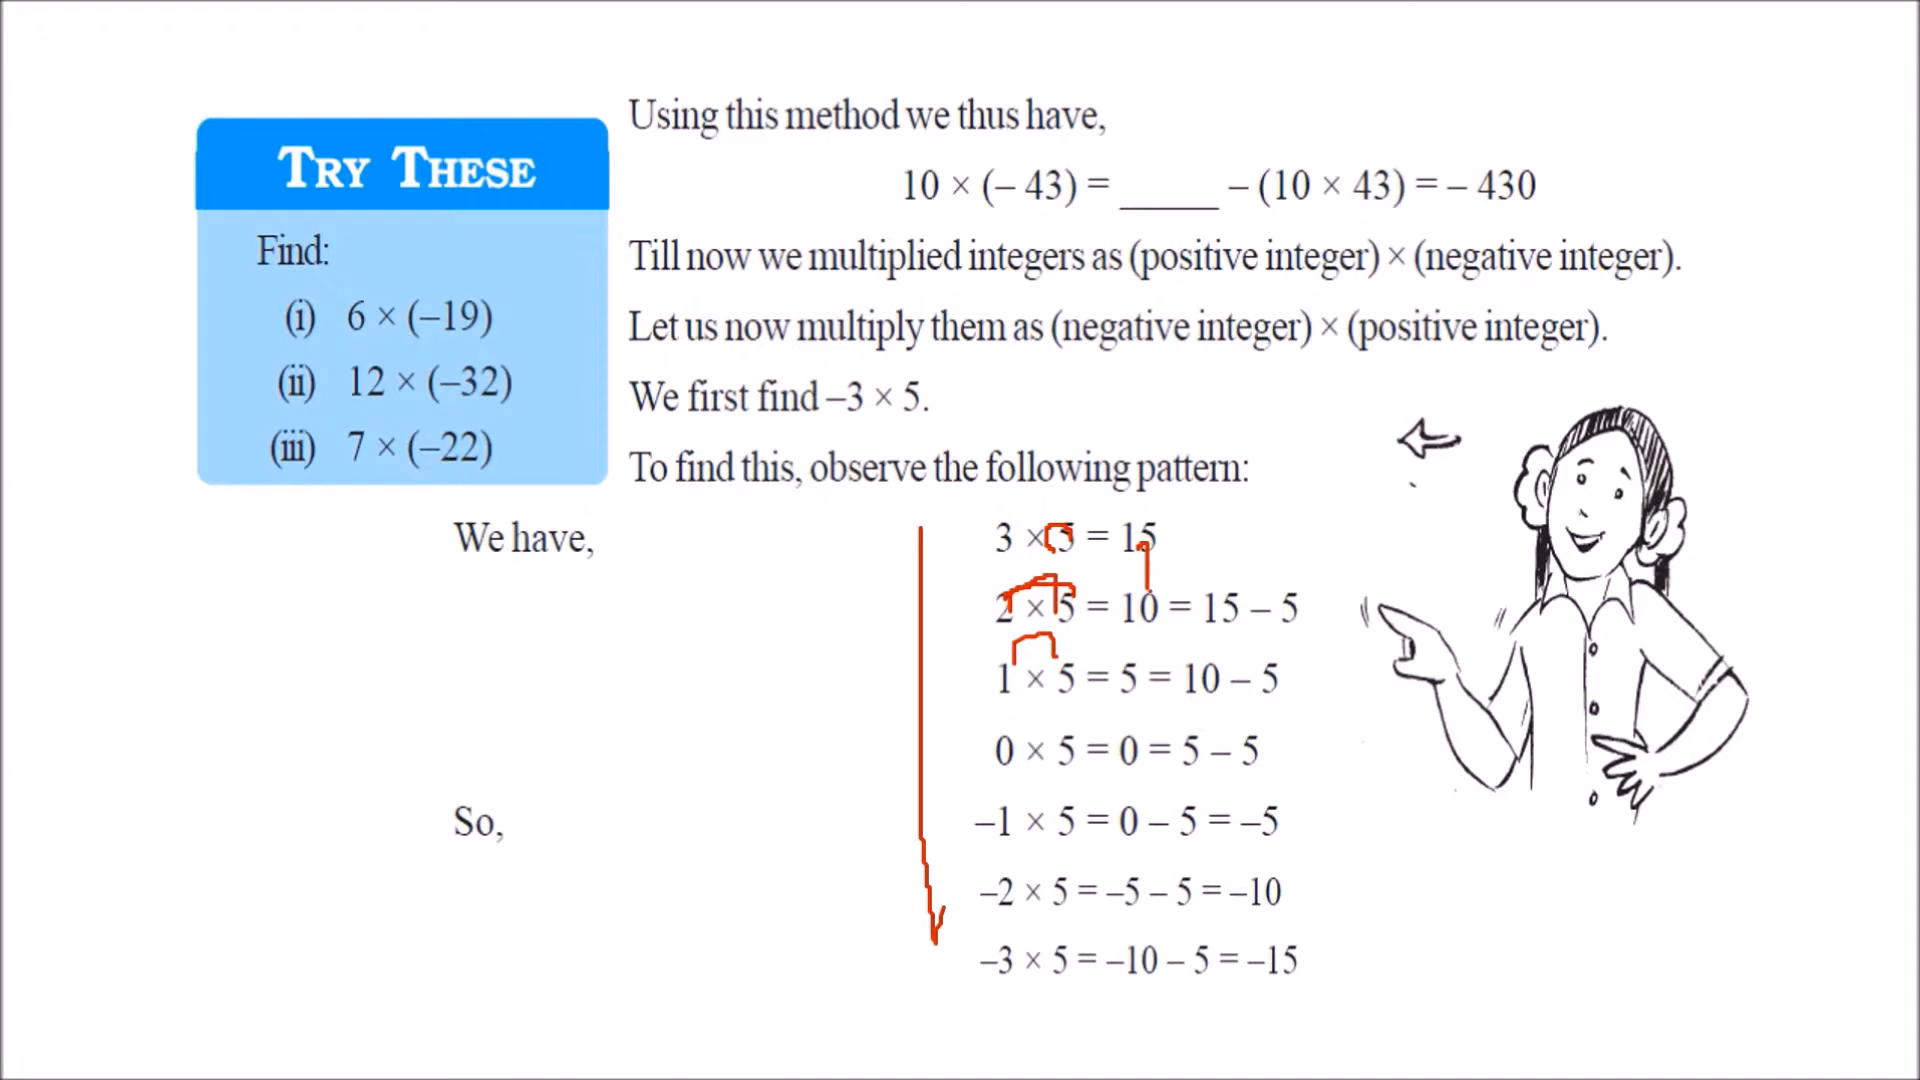 TRY THESE
Find:
(i) 6 × (–19)
(ii) 12 × (–32)
(iii) 7 × (–22)
Using this method we thus have,
10 × (– 43) = _____ – (10 × 43) = – 430
Till now we multiplied integers as (positive integer) × (negative integer).
Let us now multiply them as (negative integer) × (positive integer).
We first find –3 × 5.
To find this, observe the following pattern:
We have, 3 × 5 = 15
2 × 5 = 10 = 15 – 5
1 × 5 = 5 = 10 – 5
0 × 5 = 0 = 5 – 5
So, –1 × 5 = 0 – 5 = –5
–2 × 5 = –5 – 5 = –10
–3 × 5 = –10 – 5 = –15